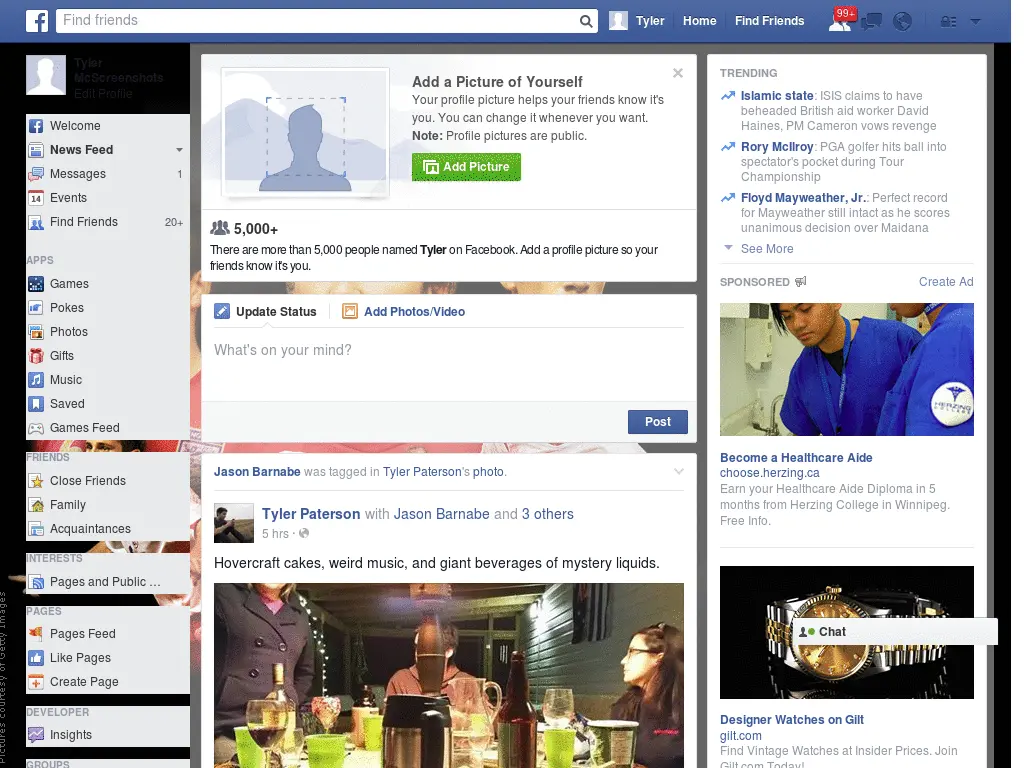 f
Find friends
Tyler
Home
Find Friends
99+
Tyler
McScreenshots
Edit Profile
Welcome
News Feed
Messages
1
14
Events
Find Friends
20+
APPS
Games
Pokes
Photos
Gifts
Music
Saved
Games Feed
FRIENDS
Close Friends
Family
Acquaintances
INTERESTS
Pages and Public ...
PAGES
Pages Feed
Like Pages
Create Page
DEVELOPER
Insights
GROUPS
Pictures courtesy of Getty Images
Add a Picture of Yourself
Your profile picture helps your friends know it's
you. You can change it whenever you want.
Note: Profile pictures are public.
Add Picture
5,000+
There are more than 5,000 people named Tyler on Facebook. Add a profile picture so your
friends know it's you.
Update Status
Add Photos/Video
What's on your mind?
Post
Jason Barnabe was tagged in Tyler Paterson's photo.
Tyler Paterson with Jason Barnabe and 3 others
5 hrs ·
Hovercraft cakes, weird music, and giant beverages of mystery liquids.
TRENDING
Islamic state: ISIS claims to have
beheaded British aid worker David
Haines, PM Cameron vows revenge
Rory McIlroy: PGA golfer hits ball into
spectator's pocket during Tour
Championship
Floyd Mayweather, Jr.: Perfect record
for Mayweather still intact as he scores
unanimous decision over Maidana
See More
SPONSORED
Create Ad
HERZING
COLLEGE
Become a Healthcare Aide
choose.herzing.ca
Earn your Healthcare Aide Diploma in 5
months from Herzing College in Winnipeg.
Free Info.
Chat
Designer Watches on Gilt
gilt.com
Find Vintage Watches at Insider Prices. Join
Gilt.com Today!